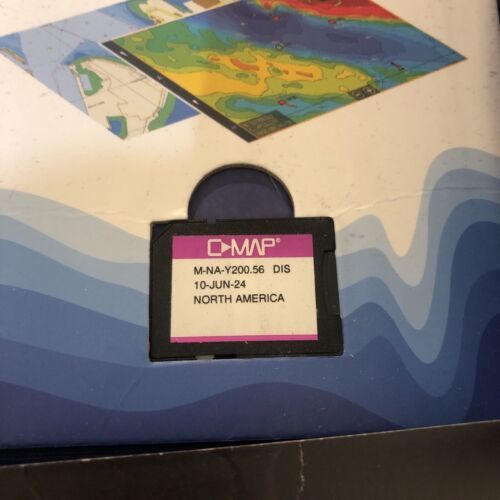 C-MAP®
M-NA-Y200.56 DIS
10-JUN-24
NORTH AMERICA